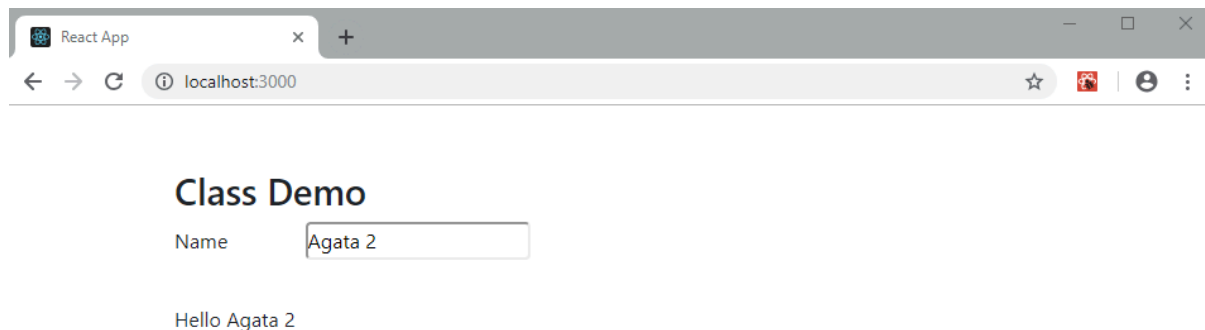 React App
localhost:3000
Class Demo
Name Agata 2
Hello Agata 2